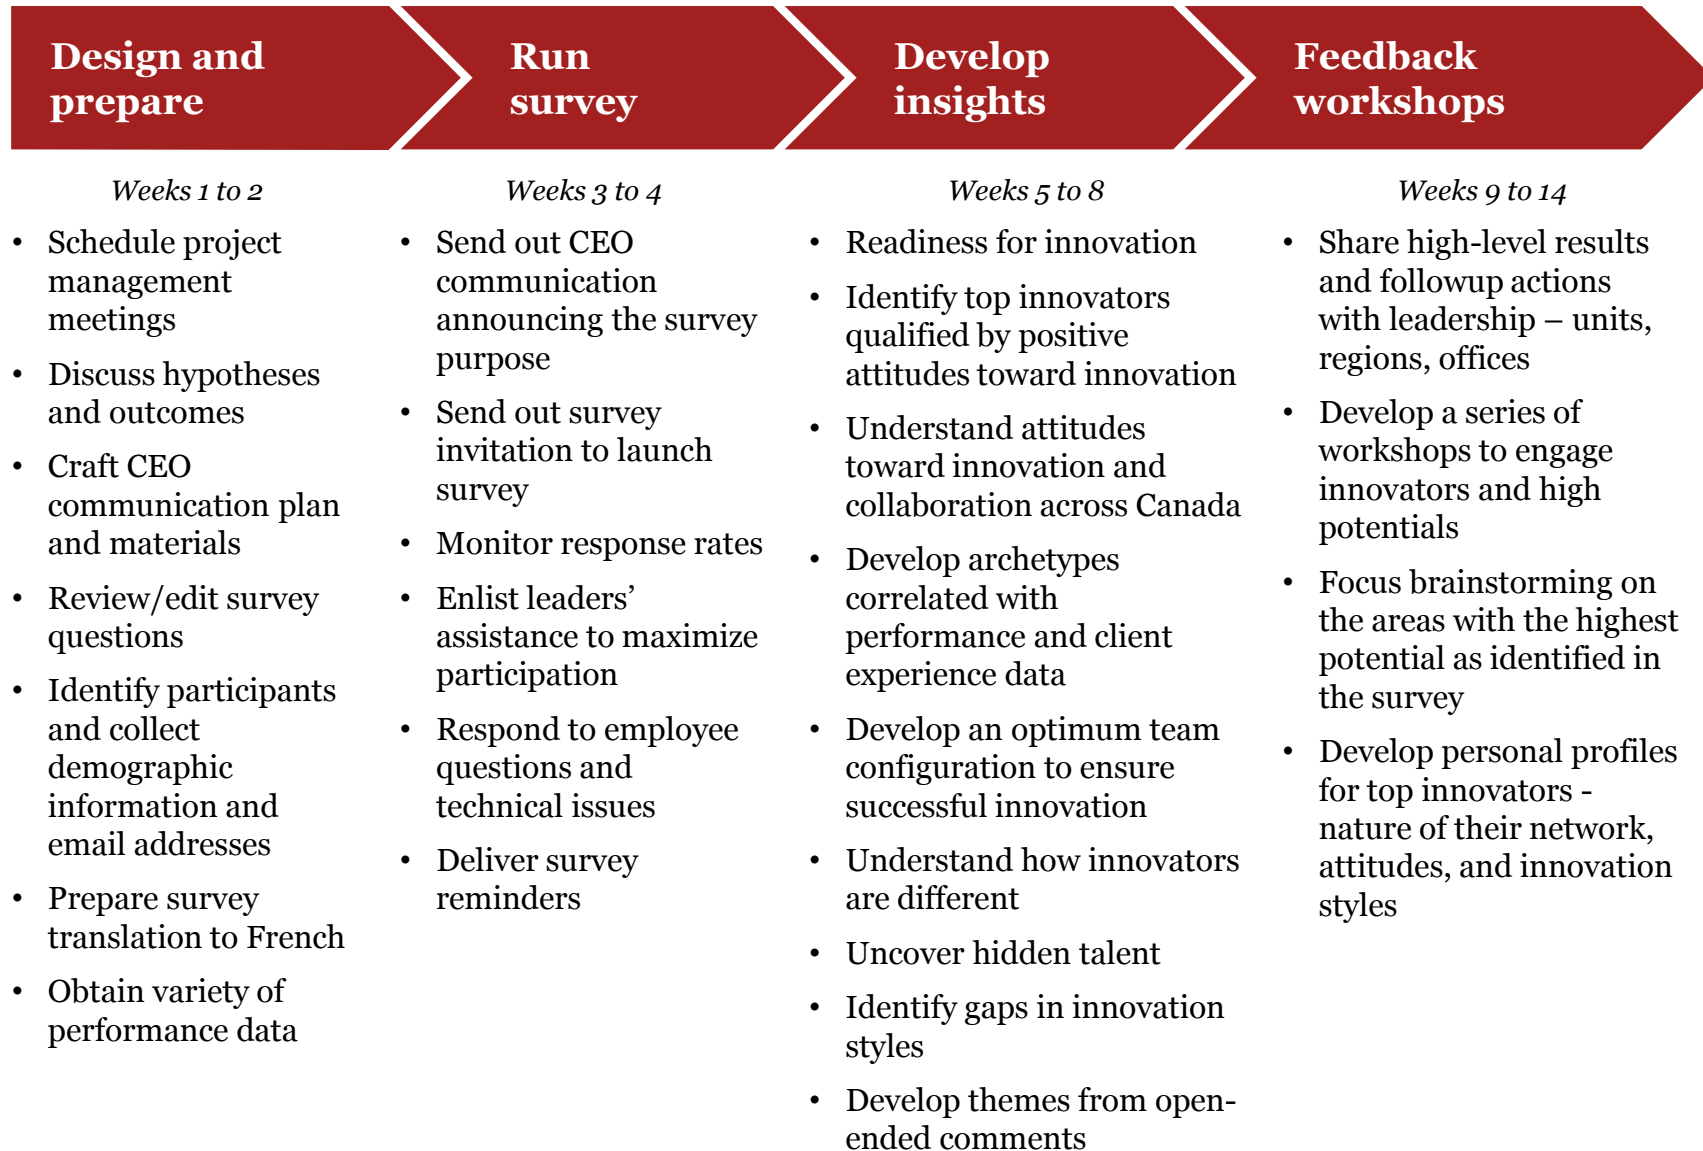 Design and
prepare
Weeks 1 to 2
• Schedule project
management
meetings
• Discuss hypotheses
and outcomes
• Craft CEO
communication plan
and materials
• Review/edit survey
questions
• Identify participants
and collect
demographic
information and
email addresses
• Prepare survey
translation to French
• Obtain variety of
performance data
Run
survey
Weeks 3 to 4
• Send out CEO
communication
announcing the survey
purpose
• Send out survey
invitation to launch
survey
• Monitor response rates
• Enlist leaders’
assistance to maximize
participation
• Respond to employee
questions and
technical issues
• Deliver survey
reminders
Develop
insights
Weeks 5 to 8
• Readiness for innovation
• Identify top innovators
qualified by positive
attitudes toward innovation
• Understand attitudes
toward innovation and
collaboration across Canada
• Develop archetypes
correlated with
performance and client
experience data
• Develop an optimum team
configuration to ensure
successful innovation
• Understand how innovators
are different
• Uncover hidden talent
• Identify gaps in innovation
styles
• Develop themes from open-
ended comments
Feedback
workshops
Weeks 9 to 14
• Share high-level results
and followup actions
with leadership – units,
regions, offices
• Develop a series of
workshops to engage
innovators and high
potentials
• Focus brainstorming on
the areas with the highest
potential as identified in
the survey
• Develop personal profiles
for top innovators -
nature of their network,
attitudes, and innovation
styles